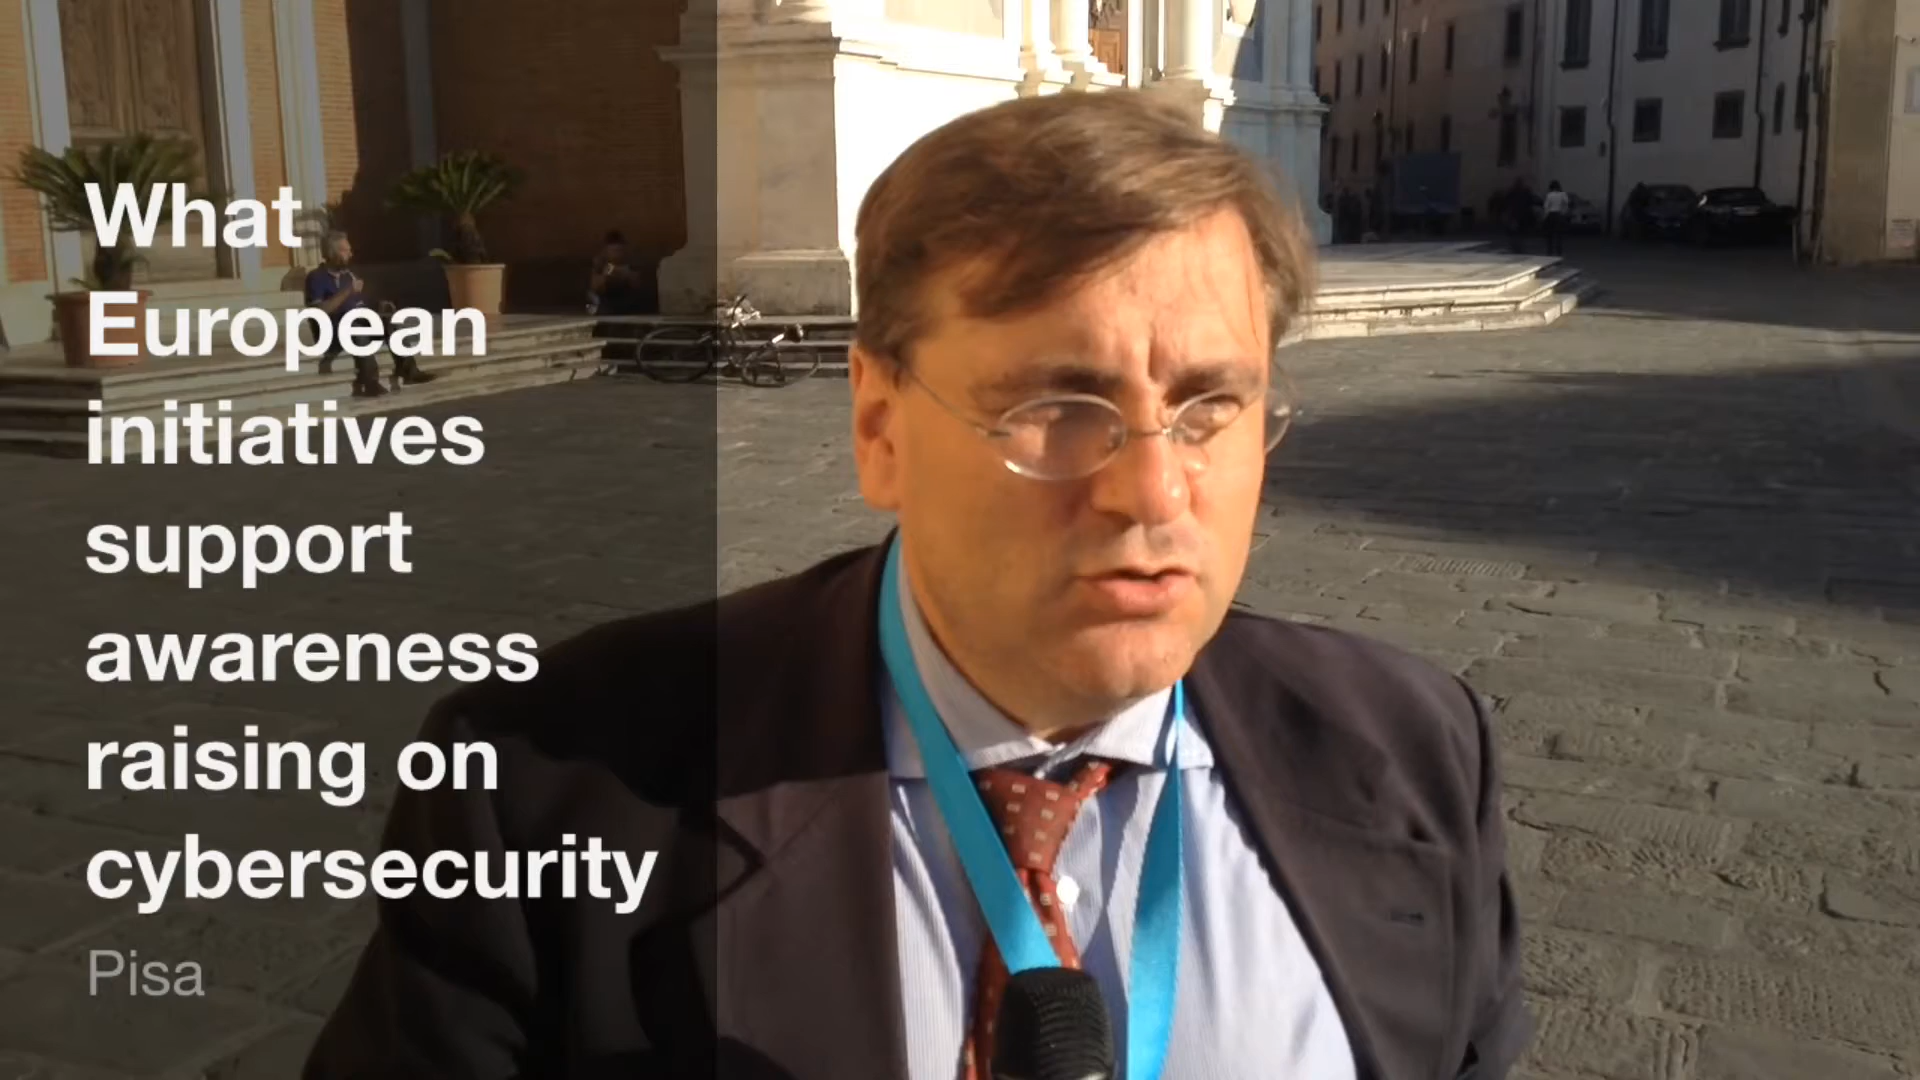 What
European
initiatives
support
awareness
raising on
cybersecurity
Pisa